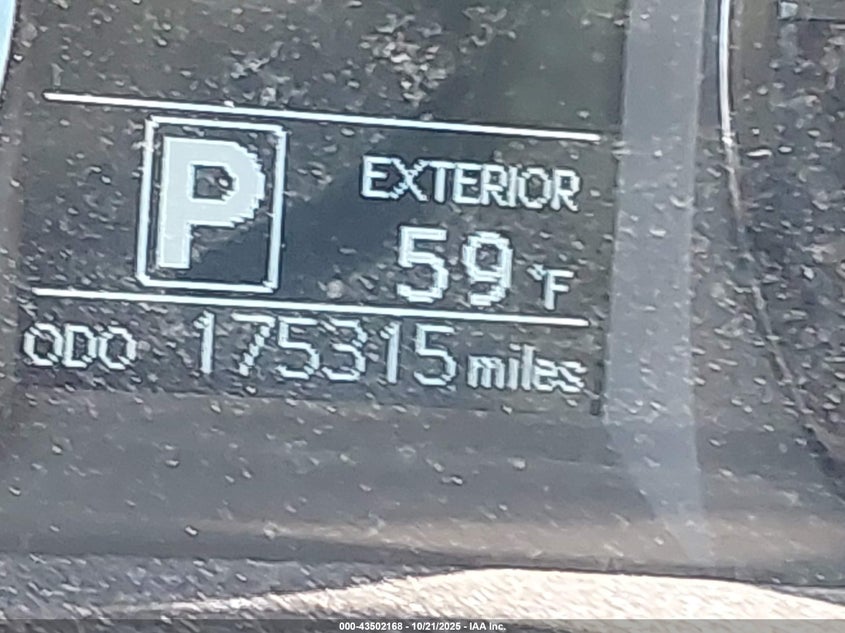 P
EXTERIOR
59 °F
ODO 175315 miles
000-43502168 - 10/21/2025 - IAA Inc.